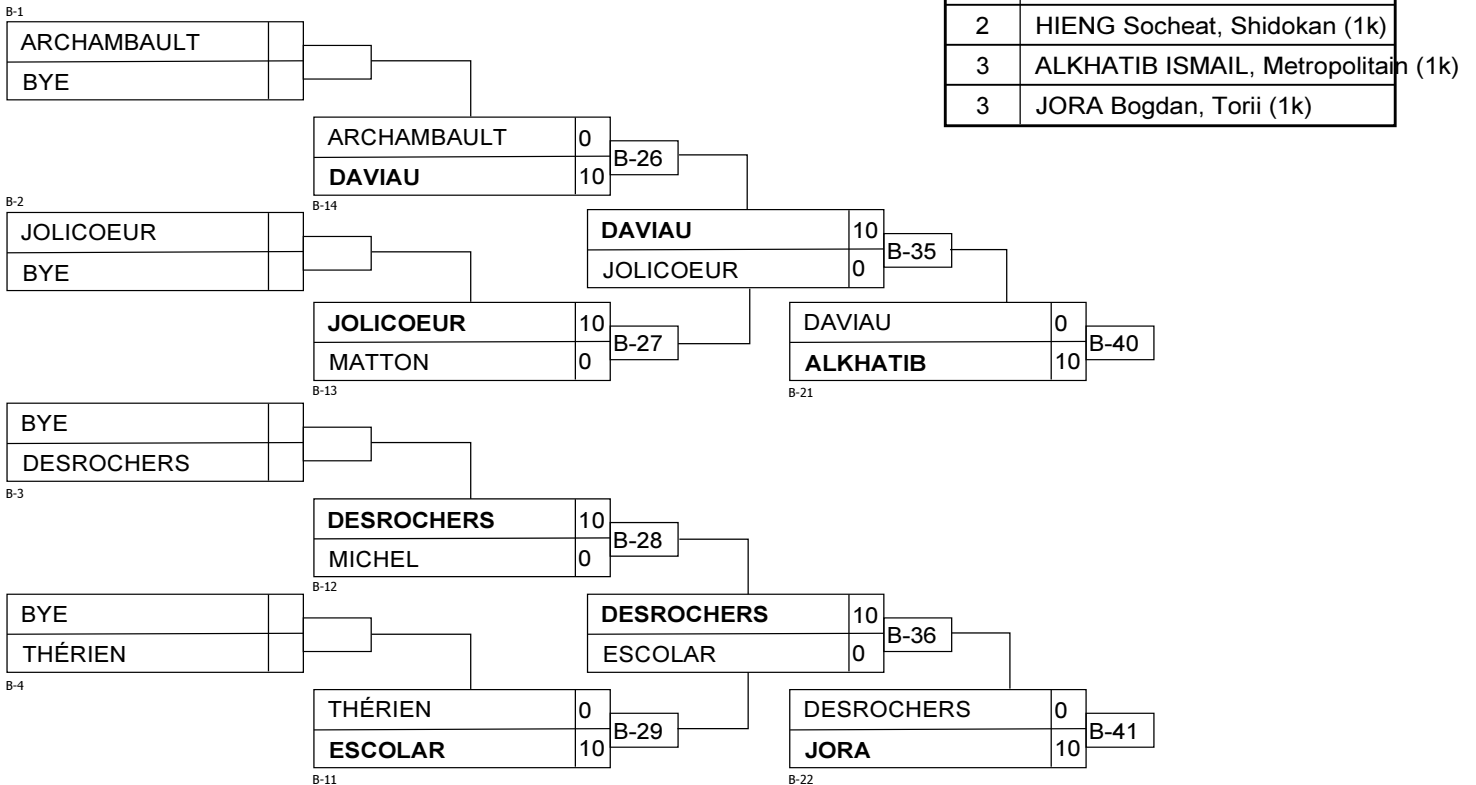 B-1
ARCHAMBAULT
BYE
2 HIENG Socheat, Shidokan (1k)
3 ALKHATIB ISMAIL, Metropolitain (1k)
3 JORA Bogdan, Torii (1k)
ARCHAMBAULT 0
DAVIAU 10
B-26
B-14
B-2
JOLICOEUR
BYE
DAVIAU 10
JOLICOEUR 0
B-35
JOLICOEUR 10
MATTON 0
B-27
B-13
DAVIAU 0
ALKHATIB 10
B-40
B-21
BYE
DESROCHERS
B-3
DESROCHERS 10
MICHEL 0
B-28
B-12
BYE
THÉRIEN
B-4
DESROCHERS 10
ESCOLAR 0
B-36
THÉRIEN 0
ESCOLAR 10
B-29
B-11
DESROCHERS 0
JORA 10
B-41
B-22